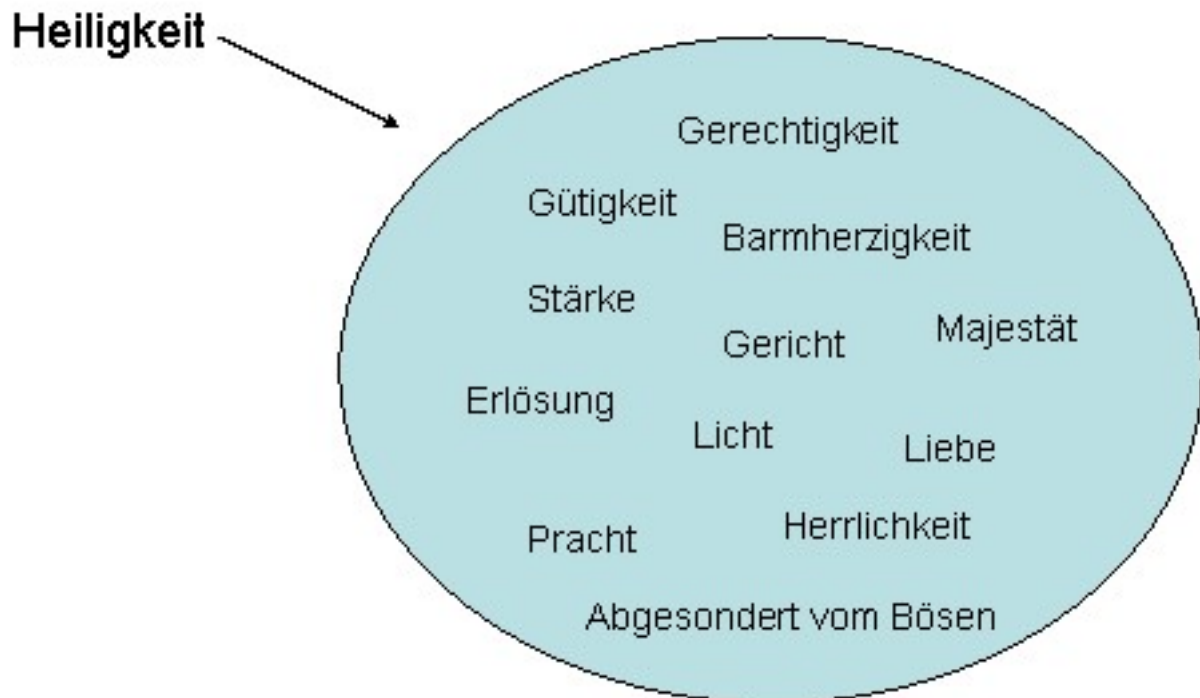 Heiligkeit
Gerechtigkeit
Gütigkeit
Barmherzigkeit
Stärke
Majestät
Gericht
Erlösung
Licht
Liebe
Herrlichkeit
Pracht
Abgesondert vom Bösen